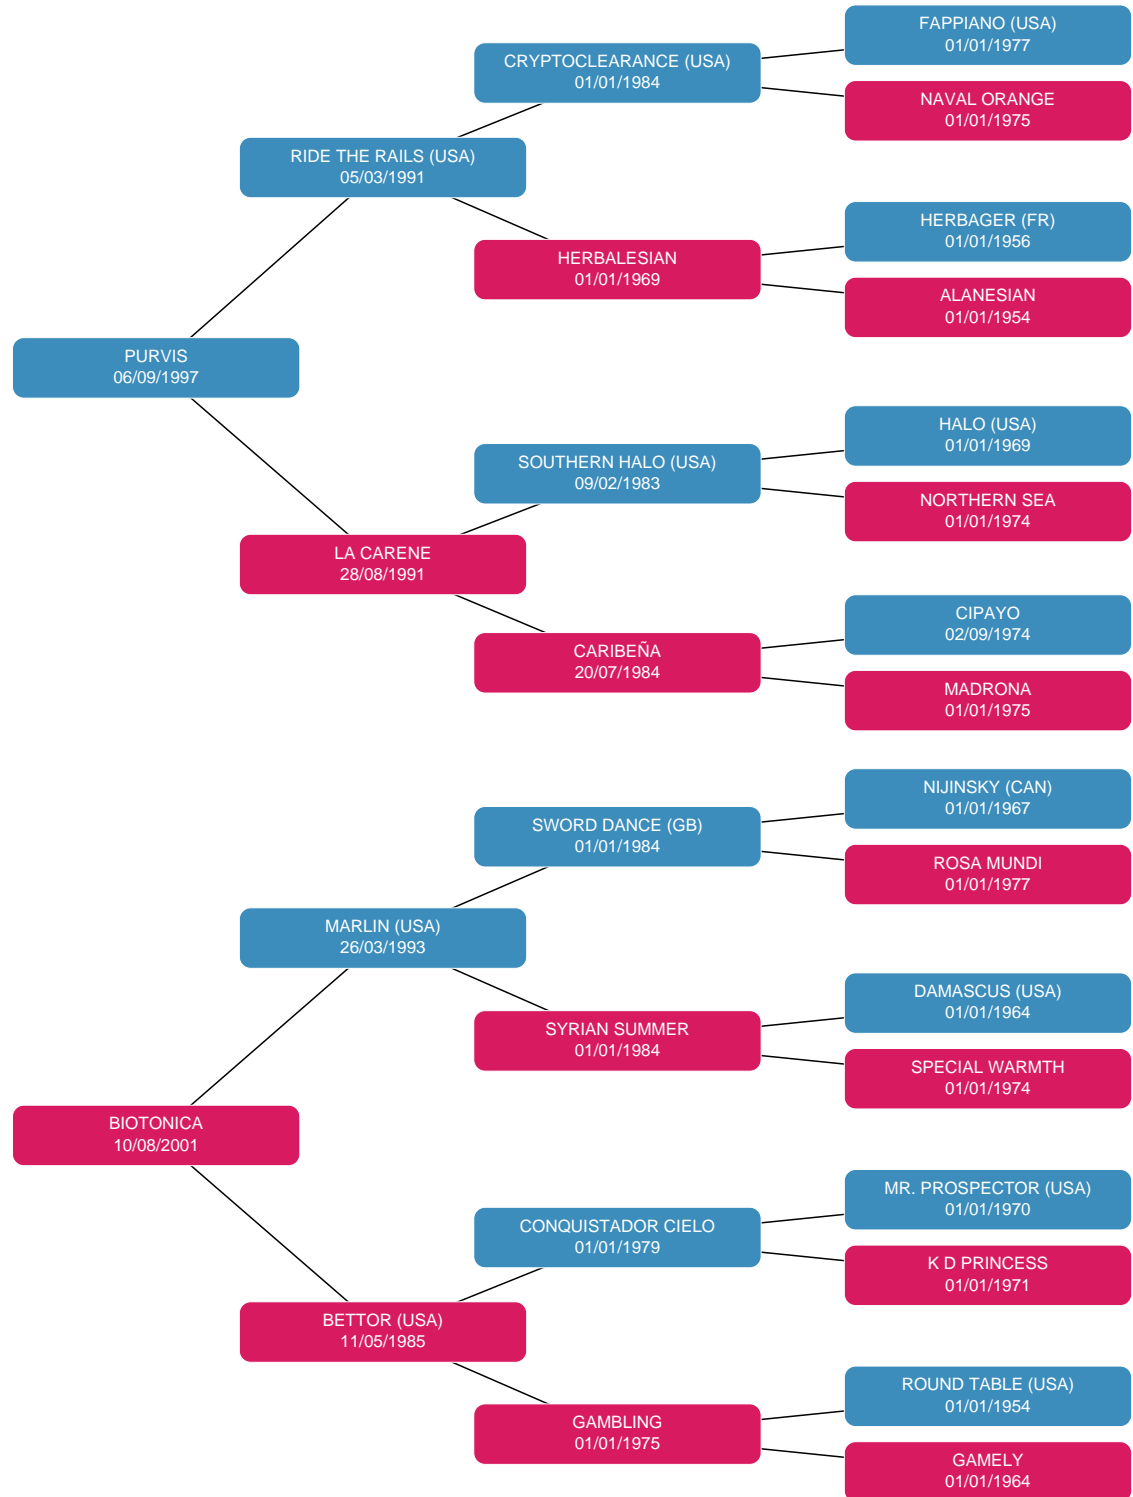 FAPPIANO (USA)
01/01/1977
CRYPTOCLEARANCE (USA)
01/01/1984
NAVAL ORANGE
01/01/1975
RIDE THE RAILS (USA)
05/03/1991
HERBAGER (FR)
01/01/1956
HERBALESIAN
01/01/1969
ALANESIAN
01/01/1954
PURVIS
06/09/1997
HALO (USA)
01/01/1969
SOUTHERN HALO (USA)
09/02/1983
NORTHERN SEA
01/01/1974
LA CARENE
28/08/1991
CIPAYO
02/09/1974
CARIBEÑA
20/07/1984
MADRONA
01/01/1975
NIJINSKY (CAN)
01/01/1967
SWORD DANCE (GB)
01/01/1984
ROSA MUNDI
01/01/1977
MARLIN (USA)
26/03/1993
DAMASCUS (USA)
01/01/1964
SYRIAN SUMMER
01/01/1984
SPECIAL WARMTH
01/01/1974
BIOTONICA
10/08/2001
MR. PROSPECTOR (USA)
01/01/1970
CONQUISTADOR CIELO
01/01/1979
K D PRINCESS
01/01/1971
BETTOR (USA)
11/05/1985
ROUND TABLE (USA)
01/01/1954
GAMBLING
01/01/1975
GAMELY
01/01/1964